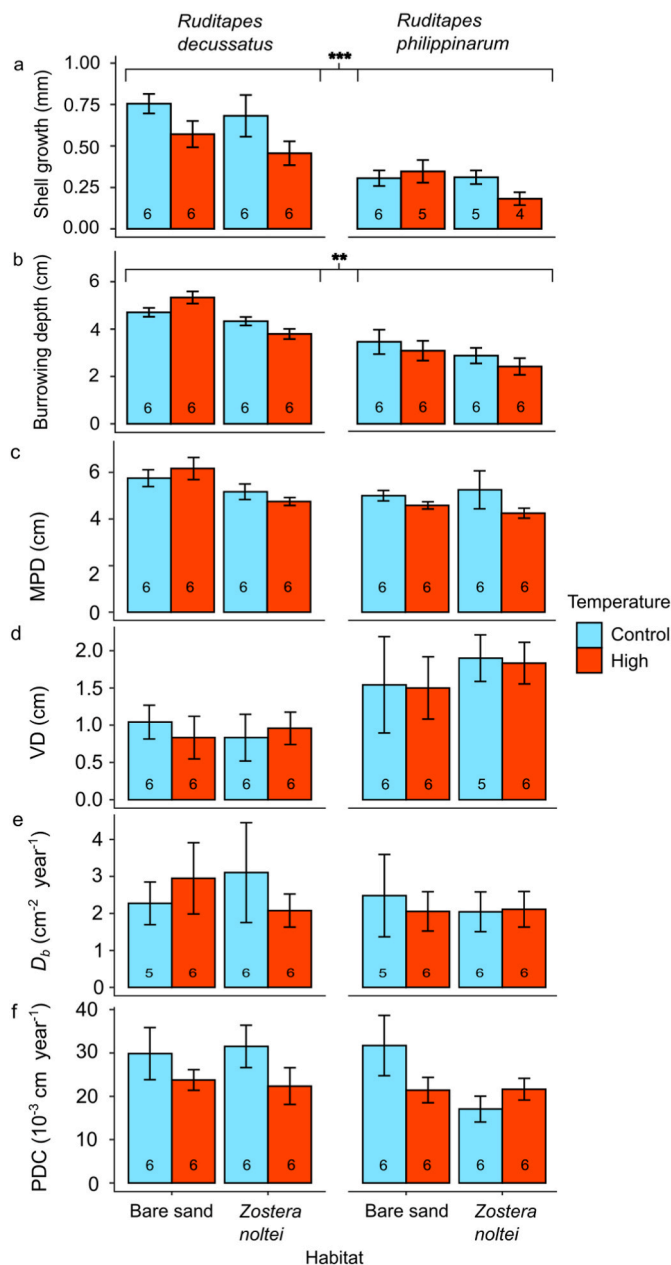 Ruditapes Ruditapes
decussatus philippinarum
a
***
Shell growth (mm)
0.75
0.50
0.25
0.00
6 6 6 6 6 5 5 4
b
**
Burrowing depth (cm)
6
4
2
0
6 6 6 6 6 6 6 6
c
MPD (cm)
6
4
2
0
6 6 6 6 6 6 6 6
Temperature
Control
High
d
VD (cm)
2.0
1.5
1.0
0.5
0.0
6 6 6 6 6 6 5 6
e
D_b (cm⁻² year⁻¹)
4
3
2
1
0
5 6 6 6 5 6 6 6
f
PDC (10⁻³ cm year⁻¹)
40
30
20
10
0
6 6 6 6 6 6 6 6
Bare sand Zostera Bare sand Zostera
noltei noltei
Habitat